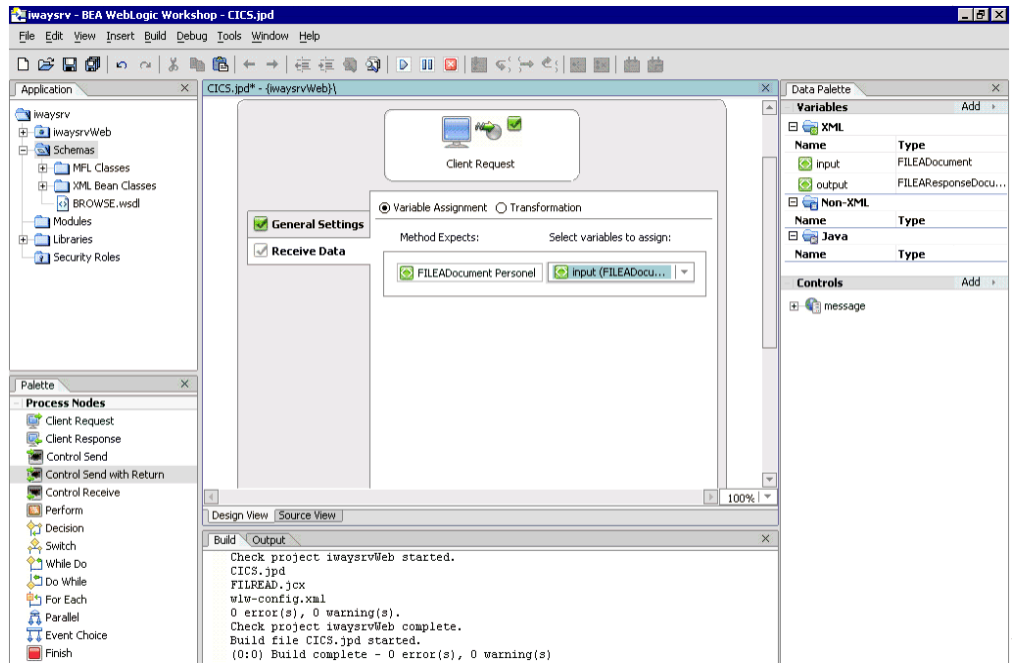 iwaysrv - BEA WebLogic Workshop - CICS.jpd
File Edit View Insert Build Debug Tools Window Help
Application
iwaysrv
iwaysrvWeb
Schemas
MFL Classes
XML Bean Classes
BROWSE.wsdl
Modules
Libraries
Security Roles
Palette
Process Nodes
Client Request
Client Response
Control Send
Control Send with Return
Control Receive
Perform
Decision
Switch
While Do
Do While
For Each
Parallel
Event Choice
Finish
CICS.jpd* - {iwaysrvWeb}\
Client Request
General Settings
Receive Data
Variable Assignment Transformation
Method Expects: Select variables to assign:
FILEADocument Personel input (FILEADocu...
100%
Design View Source View
Build Output
Check project iwaysrvWeb started.
CICS.jpd
FILREAD.jcx
wlw-config.xml
0 error(s), 0 warning(s).
Check project iwaysrvWeb complete.
Build file CICS.jpd started.
(0:0) Build complete - 0 error(s), 0 warning(s)
Data Palette
Variables Add
XML
Name Type
input FILEADocument
output FILEAResponseDocu...
Non-XML
Name Type
Java
Name Type
Controls Add
message